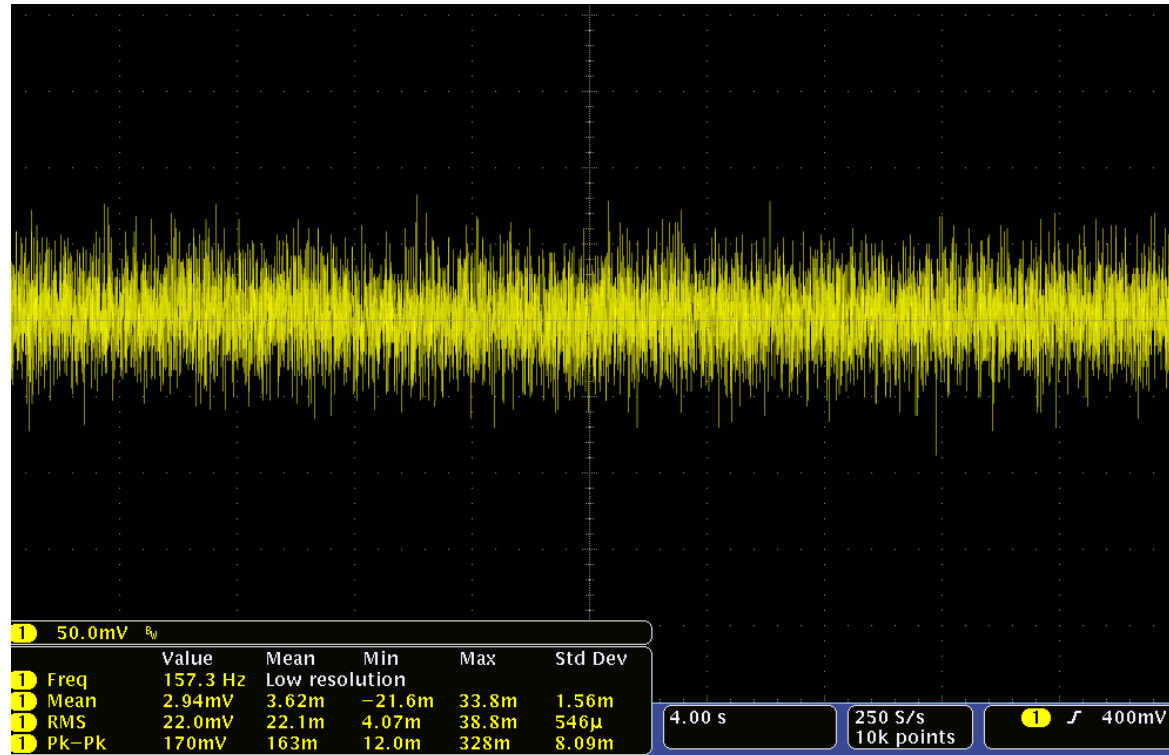 1 50.0mV BW
Value Mean Min Max Std Dev
1 Freq 157.3 Hz Low resolution
1 Mean 2.94mV 3.62m −21.6m 33.8m 1.56m
1 RMS 22.0mV 22.1m 4.07m 38.8m 546µ
1 Pk−Pk 170mV 163m 12.0m 328m 8.09m
4.00 s
250 S/s
10k points
1 400mV